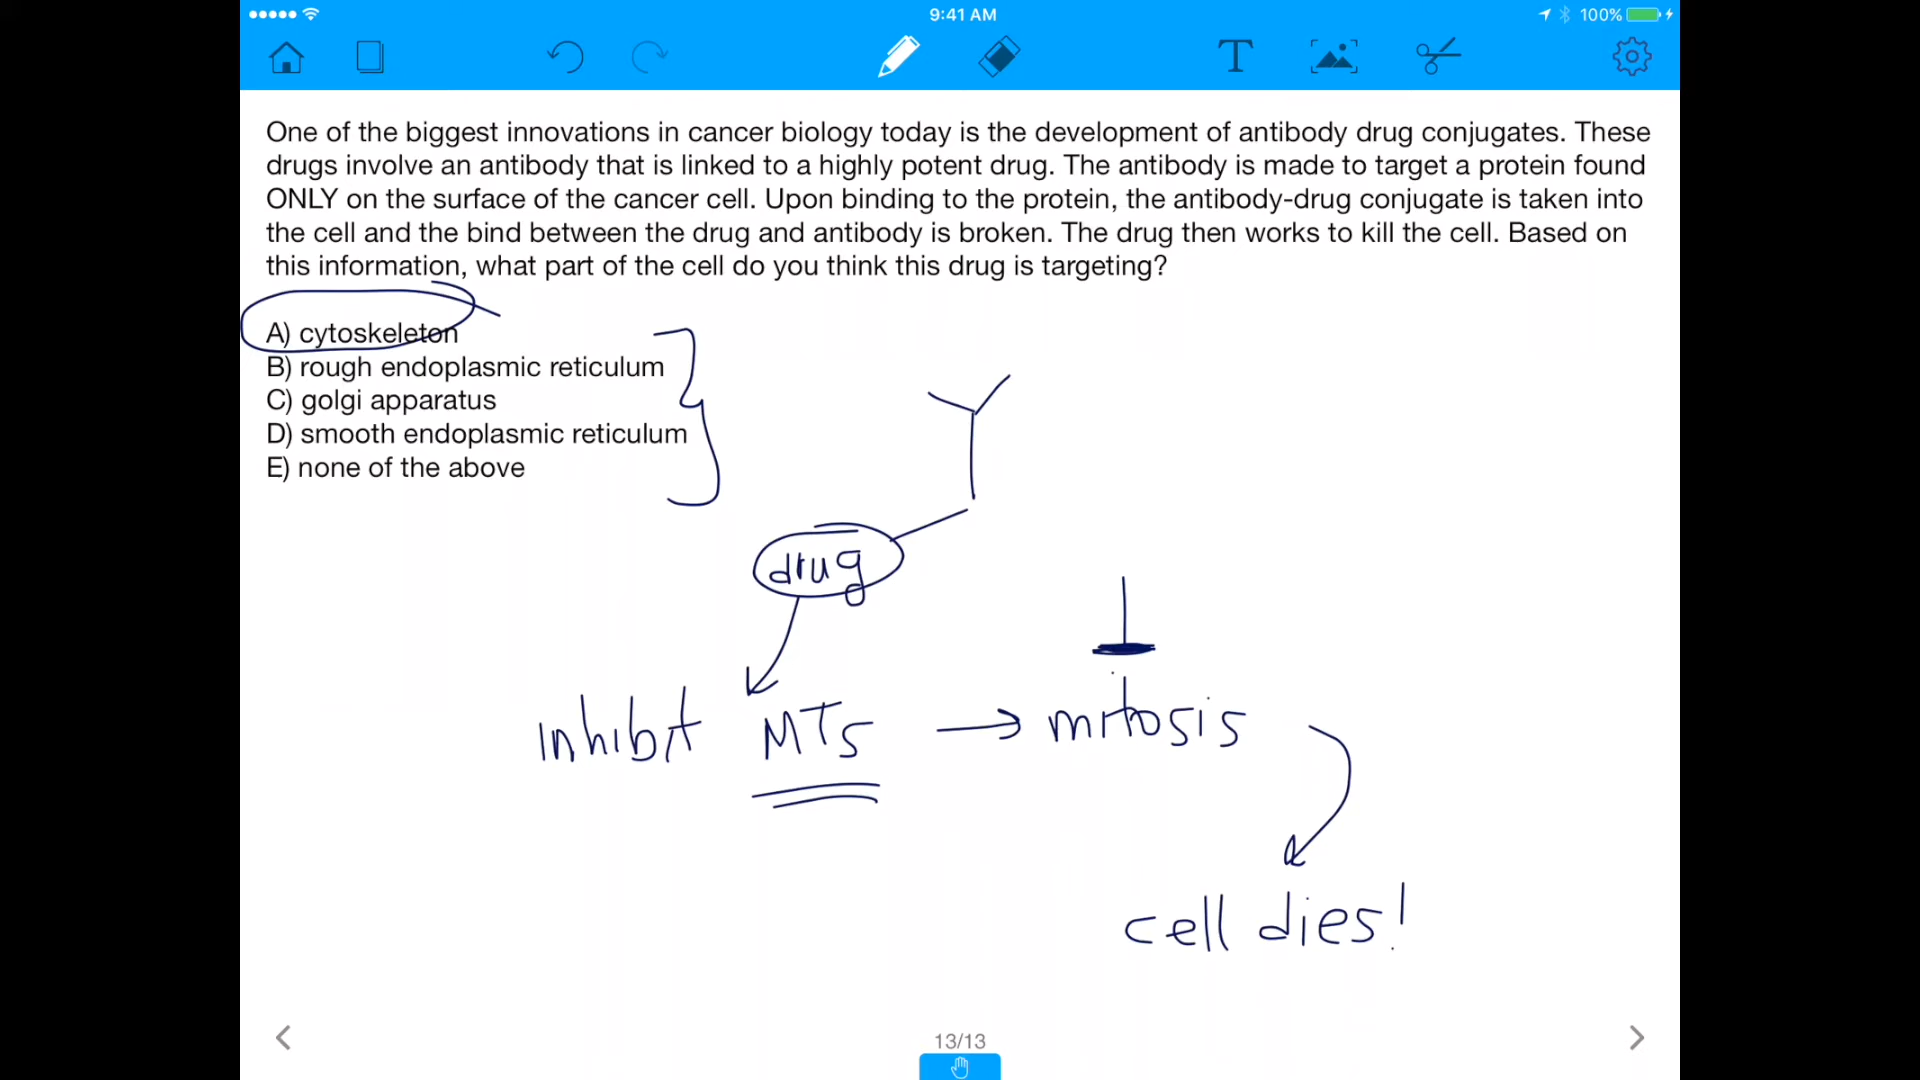 9:41 AM
100%
T
One of the biggest innovations in cancer biology today is the development of antibody drug conjugates. These
drugs involve an antibody that is linked to a highly potent drug. The antibody is made to target a protein found
ONLY on the surface of the cancer cell. Upon binding to the protein, the antibody-drug conjugate is taken into
the cell and the bind between the drug and antibody is broken. The drug then works to kill the cell. Based on
this information, what part of the cell do you think this drug is targeting?
A) cytoskeleton
B) rough endoplasmic reticulum
C) golgi apparatus
D) smooth endoplasmic reticulum
E) none of the above
drug
inhibit MTs → mitosis
cell dies!
13/13